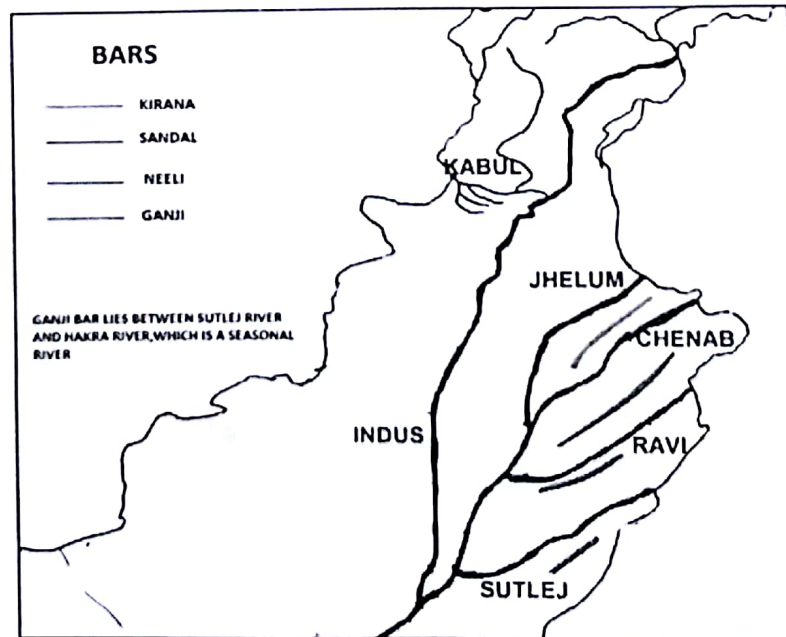 BARS
KIRANA
SANDAL
NEELI
GANJI
GANJI BAR LIES BETWEEN SUTLEJ RIVER
AND HAKRA RIVER,WHICH IS A SEASONAL
RIVER
KABUL
JHELUM
CHENAB
INDUS
RAVI
SUTLEJ